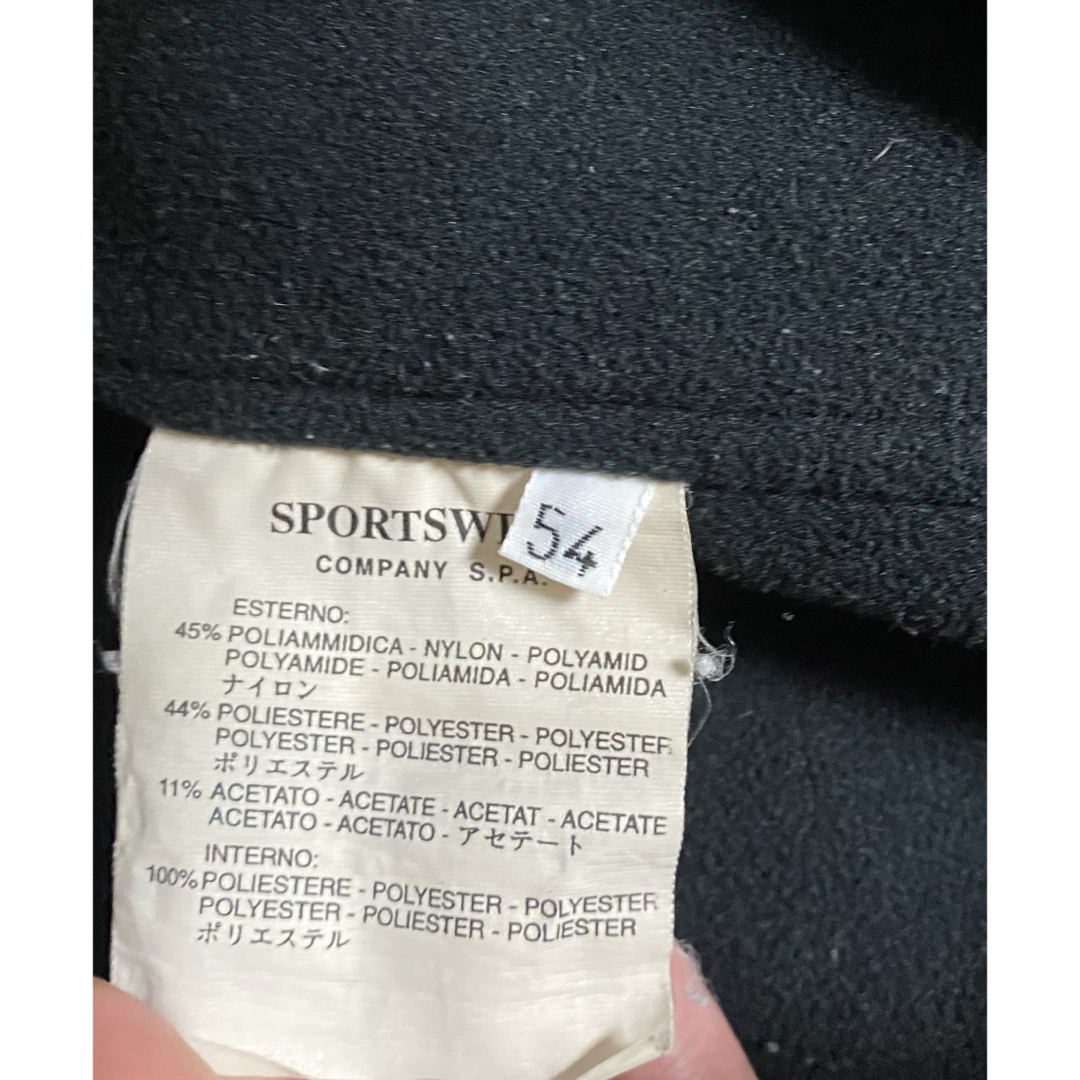 54
COMPANY S.P.A.
ESTERNO:
45% POLIAMMIDICA - NYLON - POLYAMID
POLYAMIDE - POLIAMIDA - POLIAMIDA
ナイロン
44% POLIESTERE - POLYESTER - POLYESTER
POLYESTER - POLIESTER - POLIESTER
ポリエステル
11% ACETATO - ACETATE - ACETAT - ACETATE
ACETATO - ACETATO - アセテート
INTERNO:
100% POLIESTERE - POLYESTER - POLYESTER
POLYESTER - POLIESTER - POLIESTER
ポリエステル